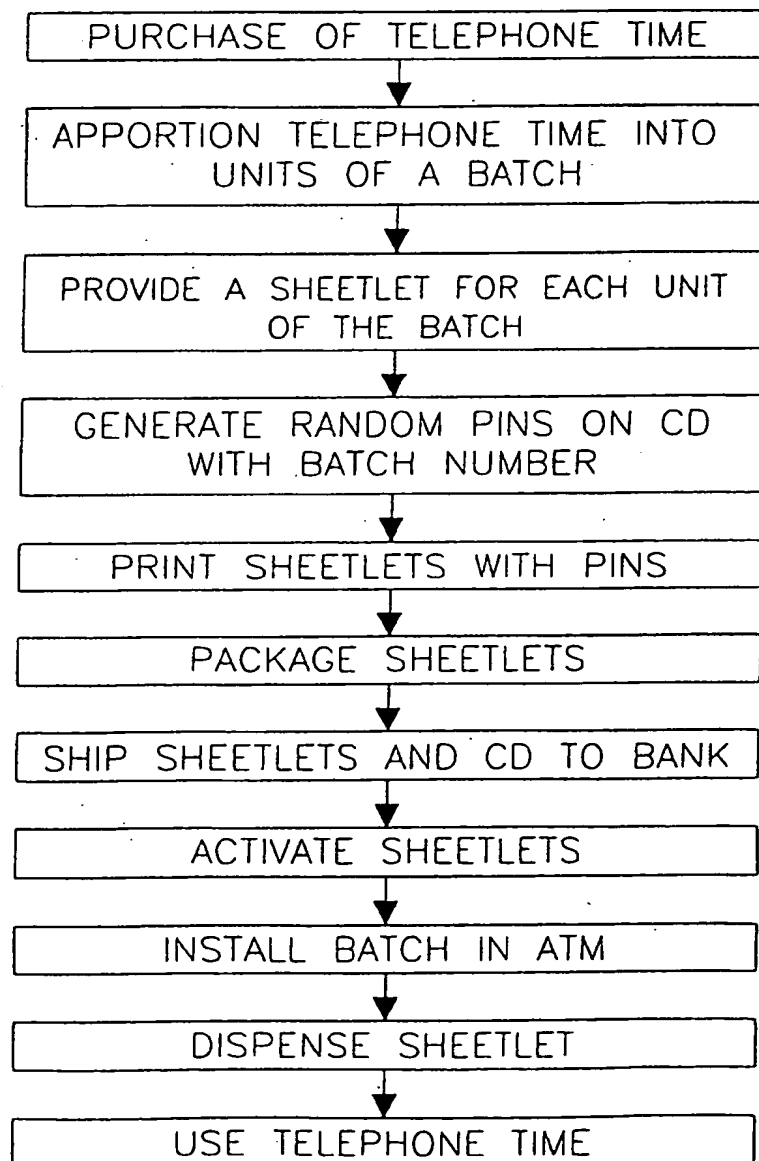 PURCHASE OF TELEPHONE TIME
APPORTION TELEPHONE TIME INTO
UNITS OF A BATCH
PROVIDE A SHEETLET FOR EACH UNIT
OF THE BATCH
GENERATE RANDOM PINS ON CD
WITH BATCH NUMBER
PRINT SHEETLETS WITH PINS
PACKAGE SHEETLETS
SHIP SHEETLETS AND CD TO BANK
ACTIVATE SHEETLETS
INSTALL BATCH IN ATM
DISPENSE SHEETLET
USE TELEPHONE TIME